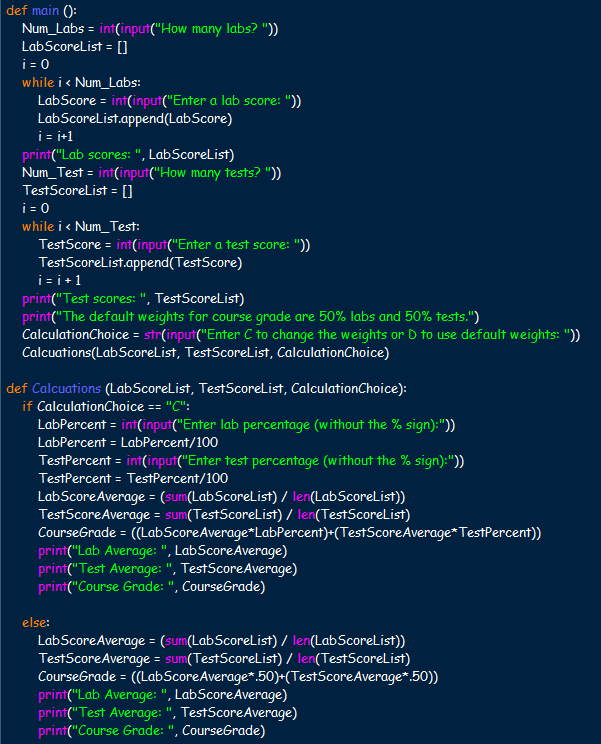 def main ():
    Num_Labs = int(input("How many labs? "))
    LabScoreList = []
    i = 0
    while i < Num_Labs:
        LabScore = int(input("Enter a lab score: "))
        LabScoreList.append(LabScore)
        i = i+1
    print("Lab scores: ", LabScoreList)
    Num_Test = int(input("How many tests? "))
    TestScoreList = []
    i = 0
    while i < Num_Test:
        TestScore = int(input("Enter a test score: "))
        TestScoreList.append(TestScore)
        i = i + 1
    print("Test scores: ", TestScoreList)
    print("The default weights for course grade are 50% labs and 50% tests.")
    CalculationChoice = str(input("Enter C to change the weights or D to use default weights: "))
    Calcuations(LabScoreList, TestScoreList, CalculationChoice)

def Calcuations (LabScoreList, TestScoreList, CalculationChoice):
    if CalculationChoice == "C":
        LabPercent = int(input("Enter lab percentage (without the % sign):"))
        LabPercent = LabPercent/100
        TestPercent = int(input("Enter test percentage (without the % sign):"))
        TestPercent = TestPercent/100
        LabScoreAverage = (sum(LabScoreList) / len(LabScoreList))
        TestScoreAverage = sum(TestScoreList) / len(TestScoreList)
        CourseGrade = ((LabScoreAverage*LabPercent)+(TestScoreAverage*TestPercent))
        print("Lab Average: ", LabScoreAverage)
        print("Test Average: ", TestScoreAverage)
        print("Course Grade: ", CourseGrade)

    else:
        LabScoreAverage = (sum(LabScoreList) / len(LabScoreList))
        TestScoreAverage = sum(TestScoreList) / len(TestScoreList)
        CourseGrade = ((LabScoreAverage*.50)+(TestScoreAverage*.50))
        print("Lab Average: ", LabScoreAverage)
        print("Test Average: ", TestScoreAverage)
        print("Course Grade: ", CourseGrade)